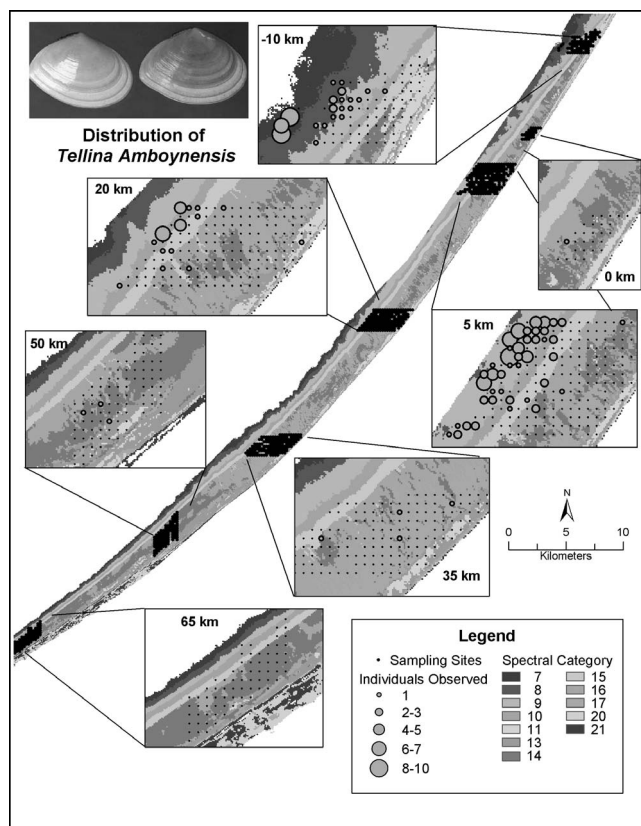 Distribution of
Tellina Amboynensis
-10 km
20 km
0 km
5 km
50 km
35 km
65 km
N
0 5 10
Kilometers
Legend
Sampling Sites
Individuals Observed
1
2-3
4-5
6-7
8-10
Spectral Category
7
8
9
10
11
13
14
15
16
17
20
21